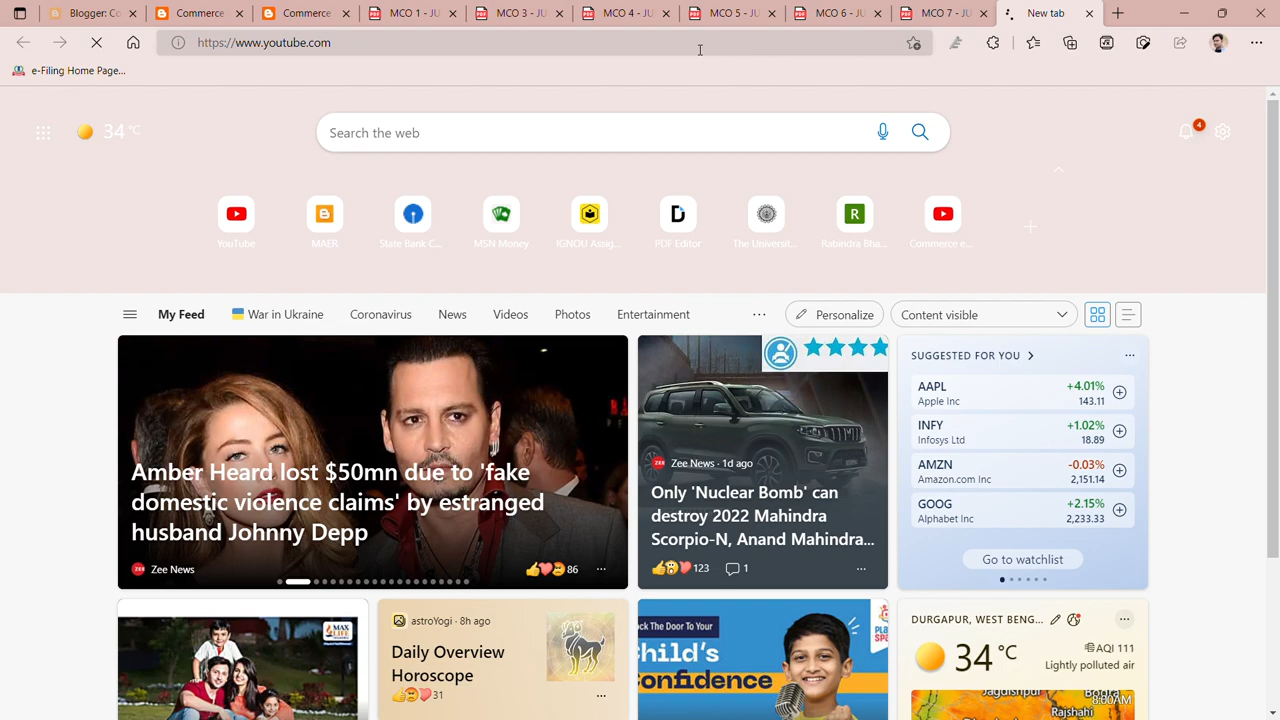 Blogger: Co
Commerce
Commerce
MCO 1 - JU
MCO 3 - JU
MCO 4 - JU
MCO 5 - JU
MCO 6 - JU
MCO 7 - JU
New tab
https://www.youtube.com
e-Filing Home Page...
34 °C
Search the web
4
YouTube
MAER
State Bank C...
MSN Money
IGNOU Assig...
PDF Editor
The Universit...
Rabindra Bha...
Commerce e...
My Feed
War in Ukraine
Coronavirus
News
Videos
Photos
Entertainment
...
Personalize
Content visible
Amber Heard lost $50mn due to 'fake
domestic violence claims' by estranged
husband Johnny Depp
Zee News
86
Zee News · 1d ago
Only 'Nuclear Bomb' can
destroy 2022 Mahindra
Scorpio-N, Anand Mahindra...
123
1
SUGGESTED FOR YOU
AAPL +4.01%
Apple Inc 143.11
INFY +1.02%
Infosys Ltd 18.89
AMZN -0.03%
Amazon.com Inc 2,151.14
GOOG +2.15%
Alphabet Inc 2,233.33
Go to watchlist
MAX LIFE
astroYogi · 8h ago
Daily Overview
Horoscope
31
ck The Door To Your
hild's
onfidence
DURGAPUR, WEST BENG...
34 °C
AQI 111
Lightly polluted air
Jagdishpur
8:00AM
Rajshahi